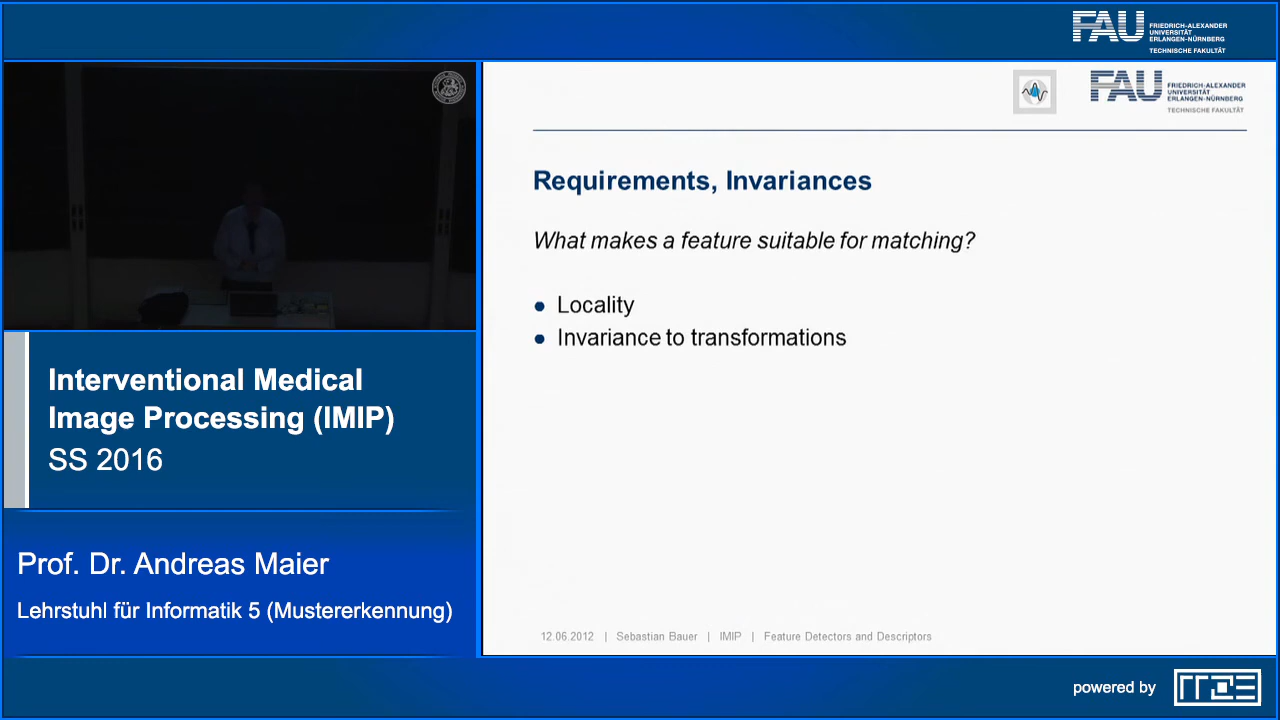 FAU
FRIEDRICH-ALEXANDER
UNIVERSITÄT
ERLANGEN-NÜRNBERG
TECHNISCHE FAKULTÄT
FAU
FRIEDRICH-ALEXANDER
UNIVERSITÄT
ERLANGEN-NÜRNBERG
TECHNISCHE FAKULTÄT
Requirements, Invariances
What makes a feature suitable for matching?
● Locality
● Invariance to transformations
12.06.2012 | Sebastian Bauer | IMIP | Feature Detectors and Descriptors
Interventional Medical
Image Processing (IMIP)
SS 2016
Prof. Dr. Andreas Maier
Lehrstuhl für Informatik 5 (Mustererkennung)
powered by
RRZE